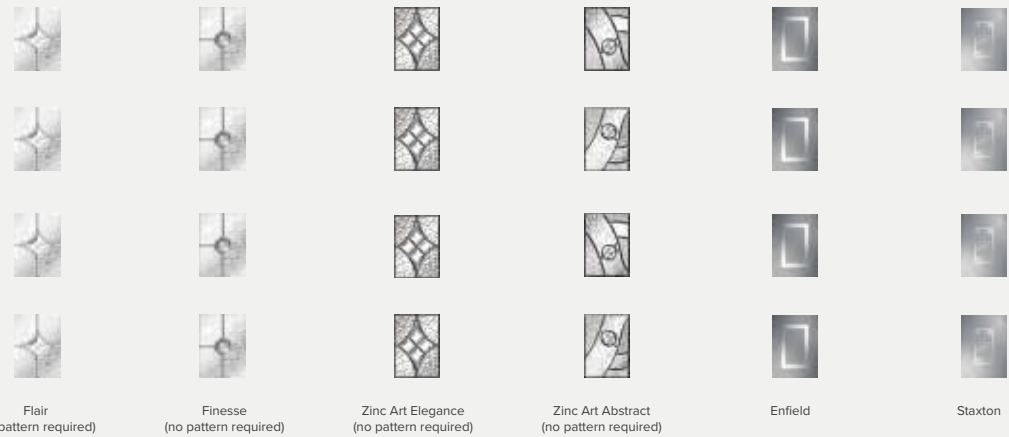 Flair
pattern required)
Finesse
(no pattern required)
Zinc Art Elegance
(no pattern required)
Zinc Art Abstract
(no pattern required)
Enfield
Staxton